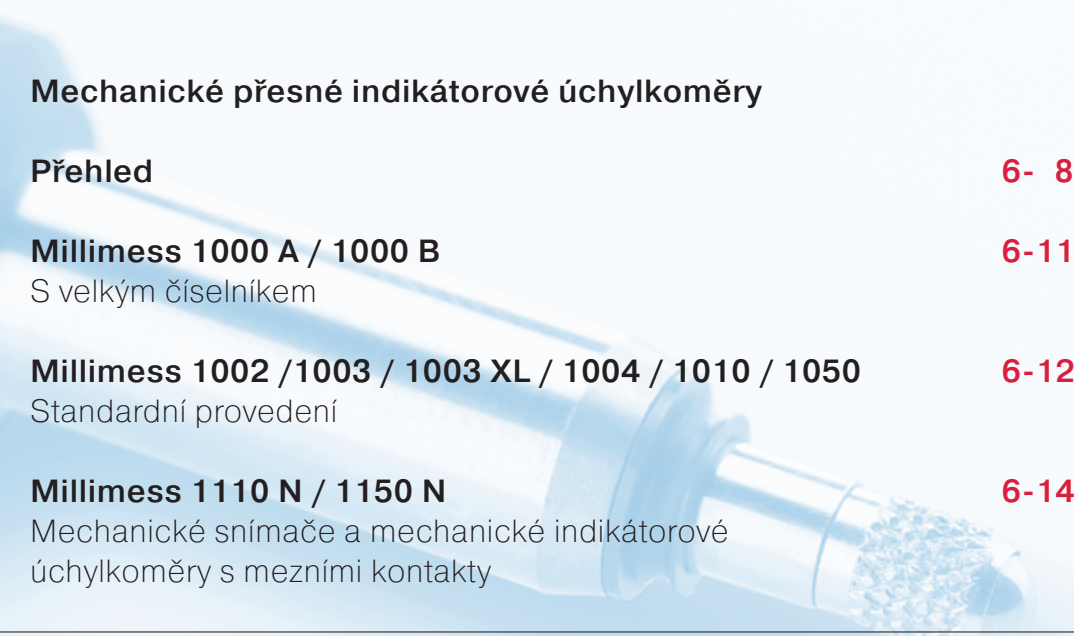 Mechanické přesné indikátorové úchylkoměry
Přehled 6- 8
Millimess 1000 A / 1000 B 6-11
S velkým číselníkem
Millimess 1002 /1003 / 1003 XL / 1004 / 1010 / 1050 6-12
Standardní provedení
Millimess 1110 N / 1150 N 6-14
Mechanické snímače a mechanické indikátorové
úchylkoměry s mezními kontakty